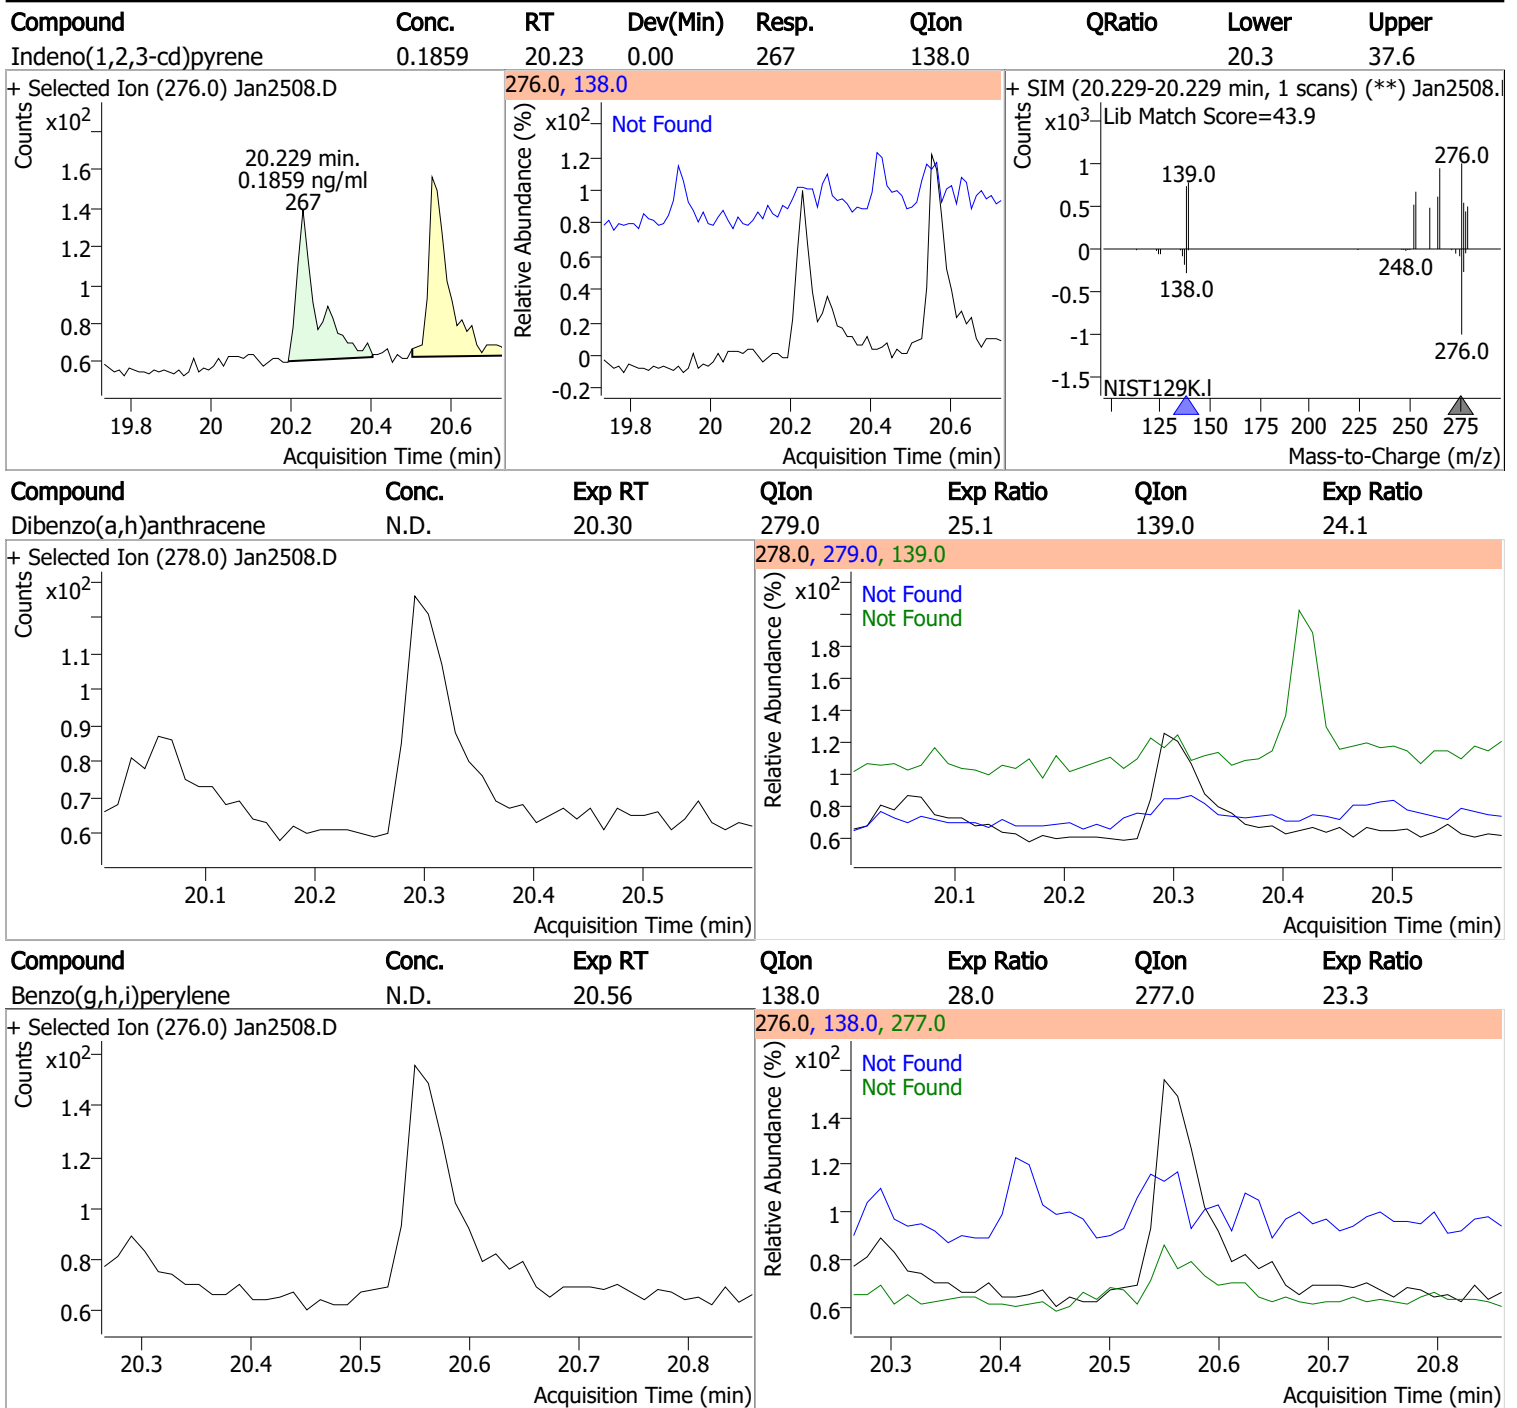 Compound Conc. RT Dev(Min) Resp. QIon QRatio Lower Upper
Indeno(1,2,3-cd)pyrene 0.1859 20.23 0.00 267 138.0 20.3 37.6
+ Selected Ion (276.0) Jan2508.D
Counts
x10²
1.6
1.4
1.2
1
0.8
0.6
20.229 min.
0.1859 ng/ml
267
19.8 20 20.2 20.4 20.6
Acquisition Time (min)
276.0, 138.0
Relative Abundance (%)
x10²
Not Found
1.2
1
0.8
0.6
0.4
0.2
0
-0.2
19.8 20 20.2 20.4 20.6
Acquisition Time (min)
+ SIM (20.229-20.229 min, 1 scans) (**) Jan2508.
Counts
x10³
Lib Match Score=43.9
1
0.5
0
-0.5
-1
-1.5
139.0
276.0
138.0
248.0
276.0
NIST129K.l
125 150 175 200 225 250 275
Mass-to-Charge (m/z)
Compound Conc. Exp RT QIon Exp Ratio QIon Exp Ratio
Dibenzo(a,h)anthracene N.D. 20.30 279.0 25.1 139.0 24.1
+ Selected Ion (278.0) Jan2508.D
Counts
x10²
1.1
1
0.9
0.8
0.7
0.6
20.1 20.2 20.3 20.4 20.5
Acquisition Time (min)
278.0, 279.0, 139.0
Relative Abundance (%)
x10²
Not Found
Not Found
1.8
1.6
1.4
1.2
1
0.8
0.6
20.1 20.2 20.3 20.4 20.5
Acquisition Time (min)
Compound Conc. Exp RT QIon Exp Ratio QIon Exp Ratio
Benzo(g,h,i)perylene N.D. 20.56 138.0 28.0 277.0 23.3
+ Selected Ion (276.0) Jan2508.D
Counts
x10²
1.4
1.2
1
0.8
0.6
20.3 20.4 20.5 20.6 20.7 20.8
Acquisition Time (min)
276.0, 138.0, 277.0
Relative Abundance (%)
x10²
Not Found
Not Found
1.4
1.2
1
0.8
0.6
20.3 20.4 20.5 20.6 20.7 20.8
Acquisition Time (min)